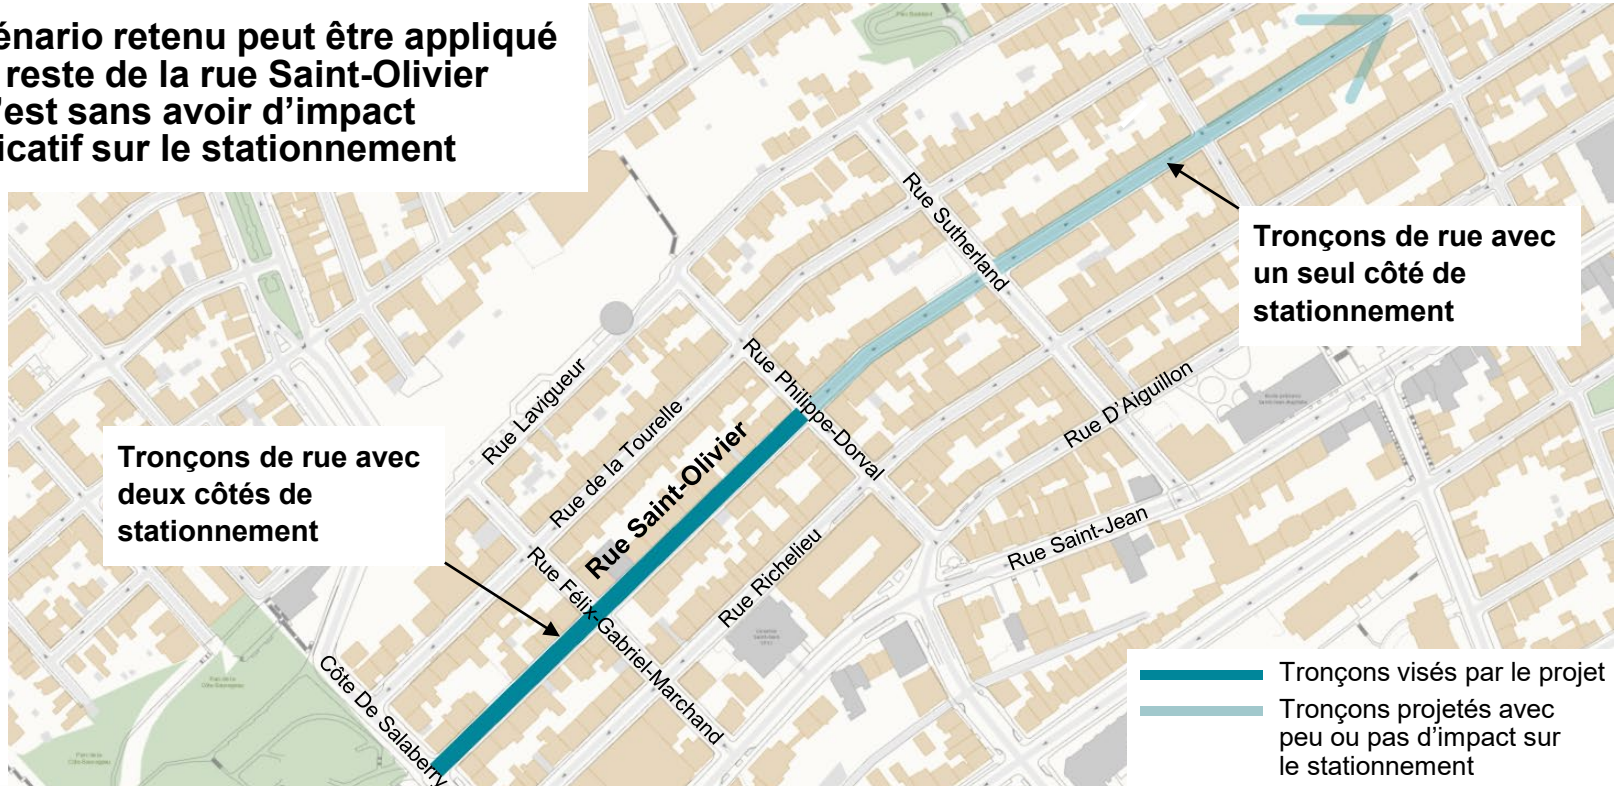 énario retenu peut être appliqué
reste de la rue Saint-Olivier
'est sans avoir d'impact
icatif sur le stationnement
Rue Sutherland
Tronçons de rue avec
un seul côté de
stationnement
Rue Lavigueur
Rue de la Tourelle
Rue Philippe-Dorval
Rue D'Aiguillon
Tronçons de rue avec
deux côtés de
stationnement
Rue Saint-Olivier
Rue Saint-Jean
Rue Richelieu
Rue Félix-Gabriel-Marchand
Côte De Salaberry
Tronçons visés par le projet
Tronçons projetés avec
peu ou pas d'impact sur
le stationnement